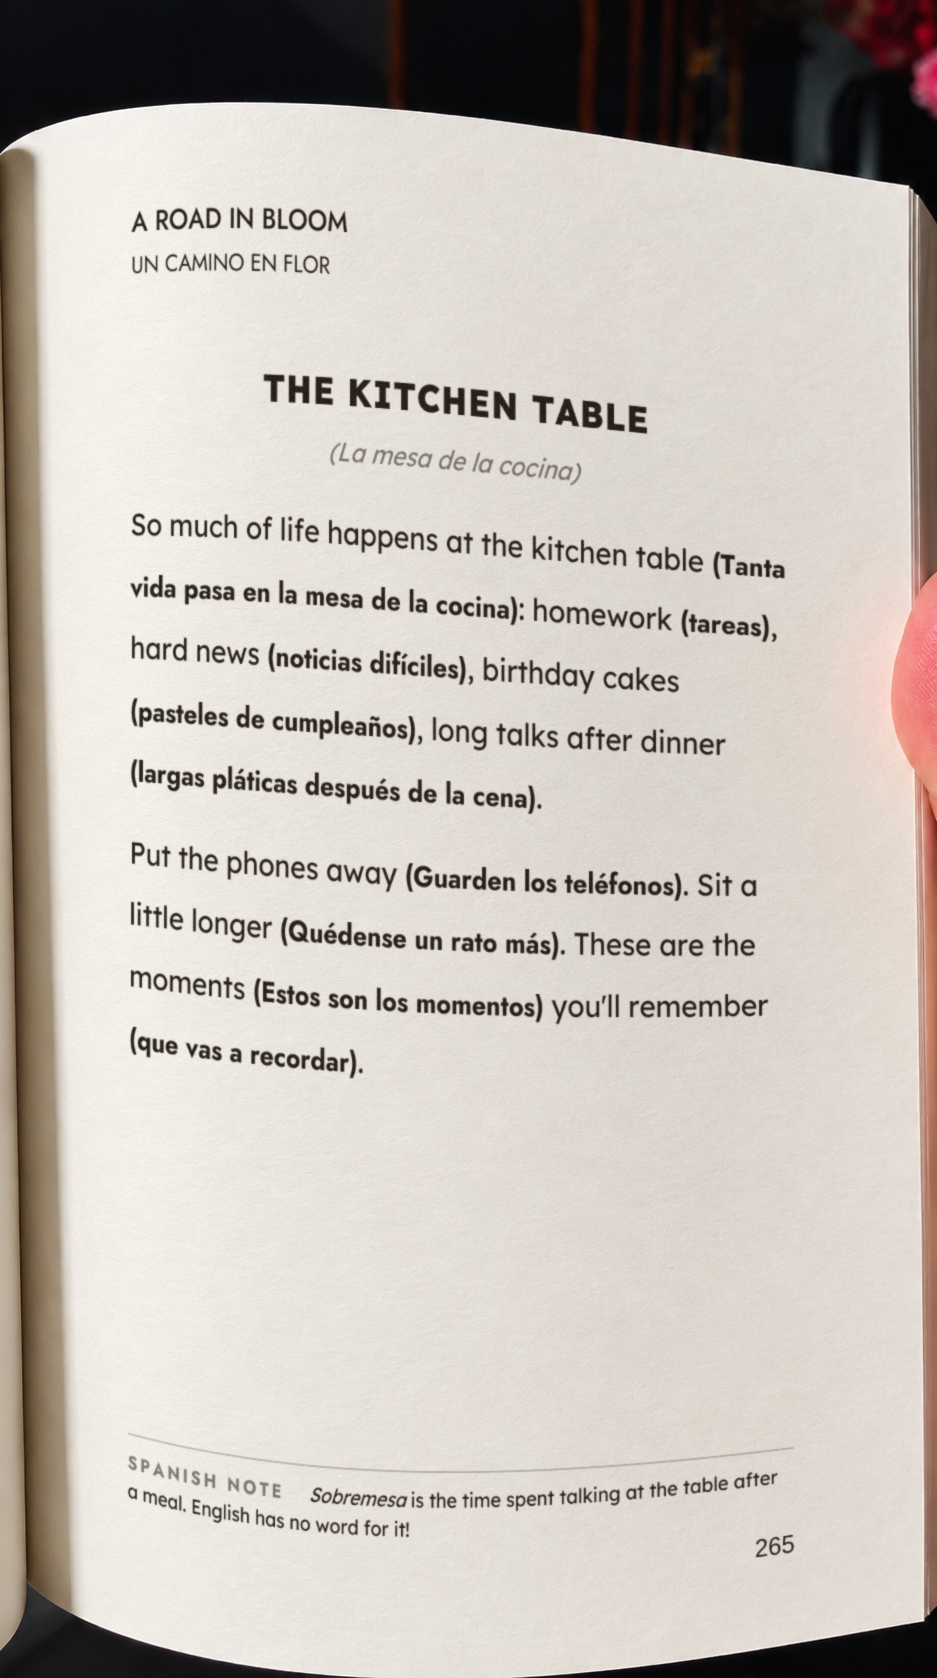 A ROAD IN BLOOM
UN CAMINO EN FLOR
THE KITCHEN TABLE
(La mesa de la cocina)
So much of life happens at the kitchen table (Tanta
vida pasa en la mesa de la cocina): homework (tareas),
hard news (noticias difíciles), birthday cakes
(pasteles de cumpleaños), long talks after dinner
(largas pláticas después de la cena).
Put the phones away (Guarden los teléfonos). Sit a
little longer (Quédense un rato más). These are the
moments (Estos son los momentos) you'll remember
(que vas a recordar).
SPANISH NOTE Sobremesa is the time spent talking at the table after
a meal. English has no word for it!
265